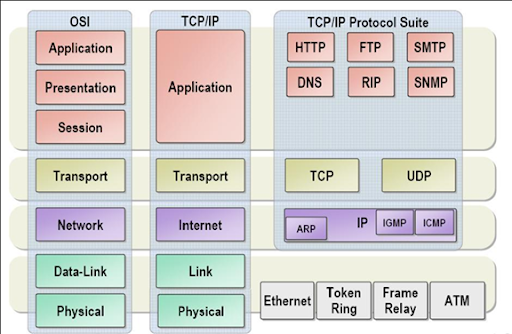 OSI
TCP/IP
TCP/IP Protocol Suite
Application
Presentation
Session
Application
HTTP
FTP
SMTP
DNS
RIP
SNMP
Transport
Transport
TCP
UDP
Network
Internet
ARP
IP
IGMP
ICMP
Data-Link
Link
Physical
Physical
Ethernet
Token
Ring
Frame
Relay
ATM